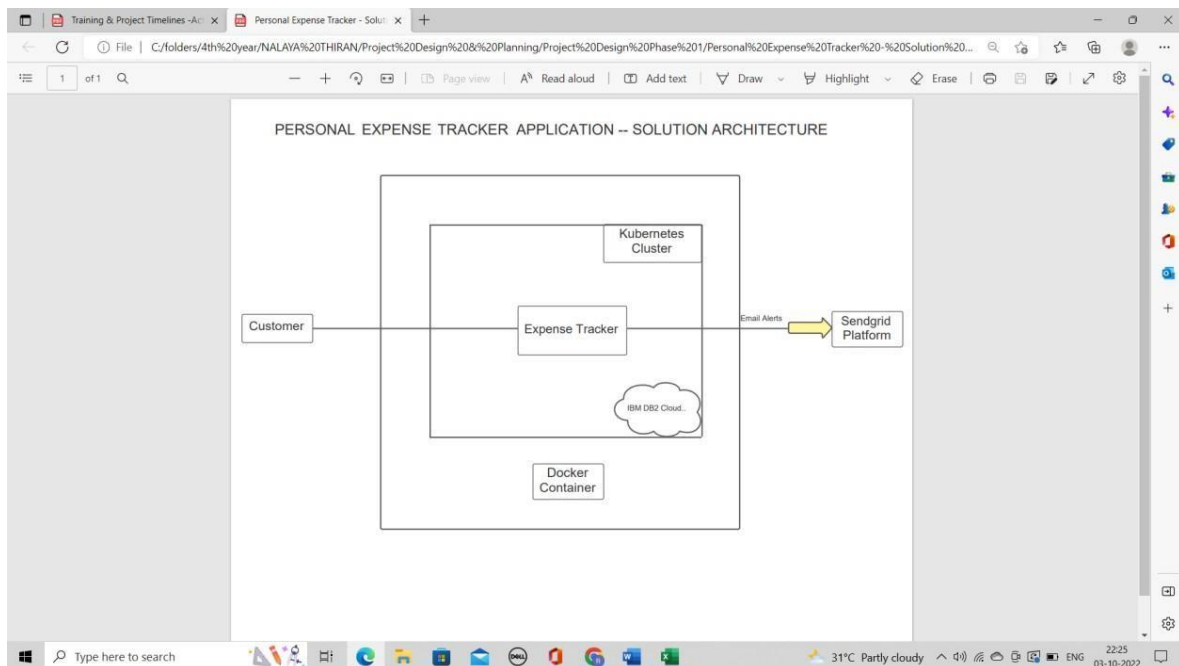 Training & Project Timelines -Ac
Personal Expense Tracker - Solut
File
C:/folders/4th%20year/NALAYA%20THIRAN/Project%20Design%20&%20Planning/Project%20Design%20Phase%201/Personal%20Expense%20Tracker%20-%20Solution%20...
1 of 1
Page view
Read aloud
Add text
Draw
Highlight
Erase
PERSONAL EXPENSE TRACKER APPLICATION -- SOLUTION ARCHITECTURE
Kubernetes
Cluster
Customer
Expense Tracker
Email Alerts
Sendgrid
Platform
IBM DB2 Cloud..
Docker
Container
Type here to search
DELL
31°C Partly cloudy
ENG
22:25
03-10-2022